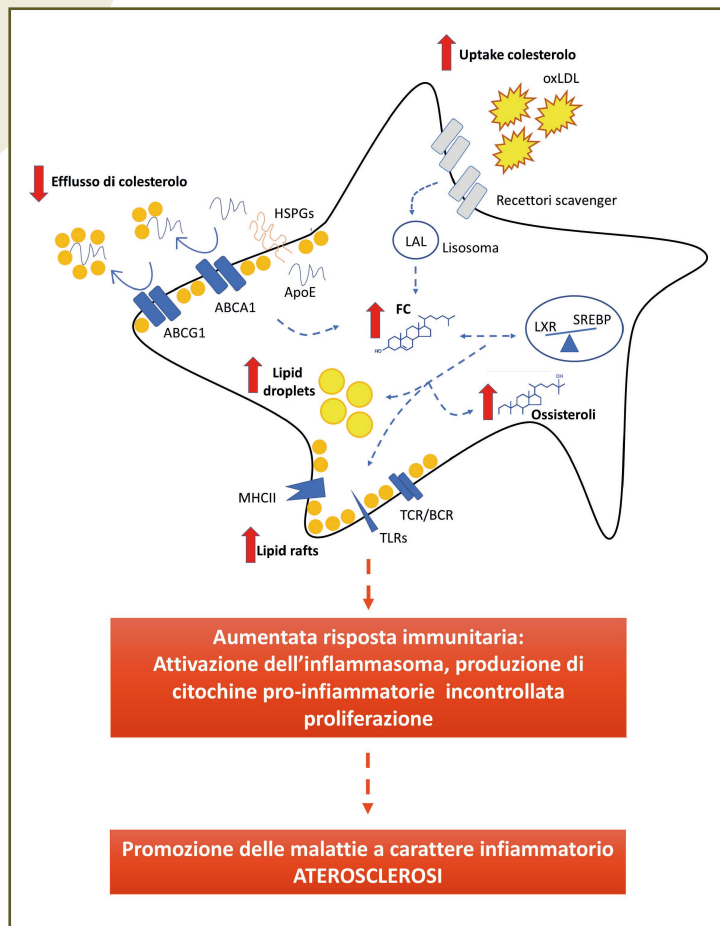 Uptake colesterolo
oxLDL
Efflusso di colesterolo
HSPGs
Recettori scavenger
LAL
Lisosoma
ApoE
ABCA1
ABCG1
FC
HO
LXR
SREBP
Lipid
droplets
OH
Ossisteroli
MHCII
TCR/BCR
TLRs
Lipid rafts
Aumentata risposta immunitaria:
Attivazione dell’inflammasoma, produzione di
citochine pro-infiammatorie incontrollata
proliferazione
Promozione delle malattie a carattere infiammatorio
ATEROSCLEROSI